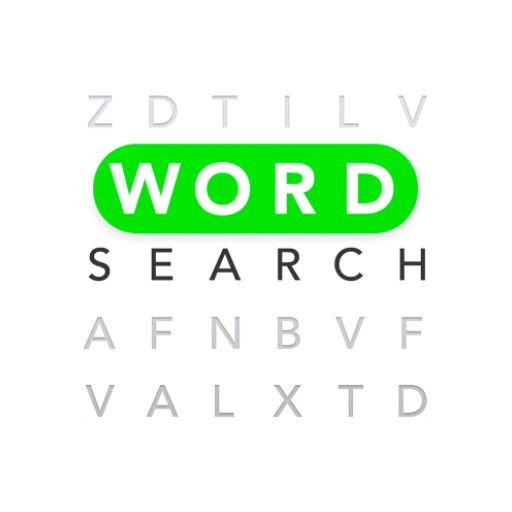 Z D T I L V
WORD
SEARCH
A F N B V F
V A L X T D